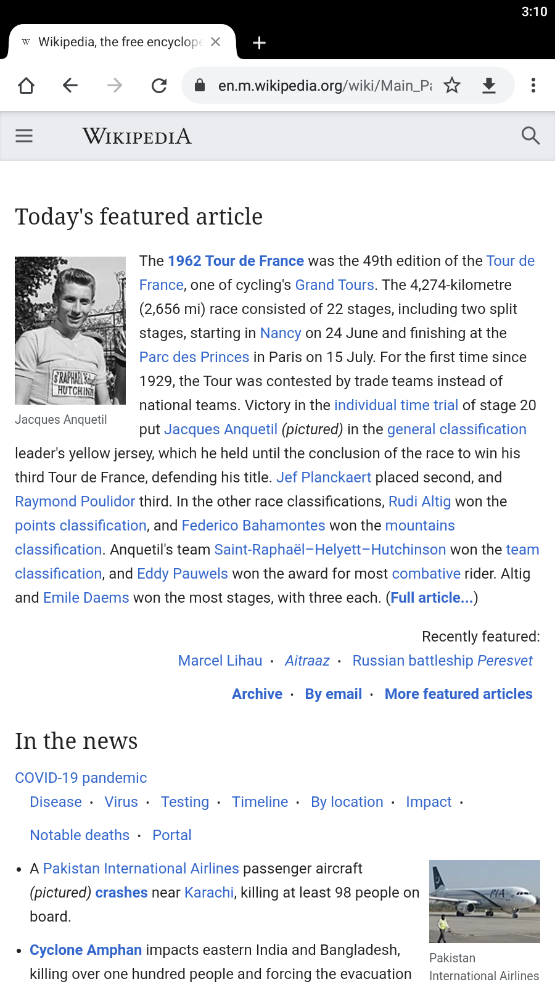 3:10
Wikipedia, the free encyclope
en.m.wikipedia.org/wiki/Main_Pa
WIKIPEDIA
Today's featured article
The 1962 Tour de France was the 49th edition of the Tour de
France, one of cycling's Grand Tours. The 4,274-kilometre
(2,656 mi) race consisted of 22 stages, including two split
stages, starting in Nancy on 24 June and finishing at the
Parc des Princes in Paris on 15 July. For the first time since
1929, the Tour was contested by trade teams instead of
national teams. Victory in the individual time trial of stage 20
put Jacques Anquetil (pictured) in the general classification
Jacques Anquetil
leader's yellow jersey, which he held until the conclusion of the race to win his
third Tour de France, defending his title. Jef Planckaert placed second, and
Raymond Poulidor third. In the other race classifications, Rudi Altig won the
points classification, and Federico Bahamontes won the mountains
classification. Anquetil's team Saint-Raphaël–Helyett–Hutchinson won the team
classification, and Eddy Pauwels won the award for most combative rider. Altig
and Emile Daems won the most stages, with three each. (Full article...)
Recently featured:
Marcel Lihau · Aitraaz · Russian battleship Peresvet
Archive · By email · More featured articles
In the news
COVID-19 pandemic
Disease · Virus · Testing · Timeline · By location · Impact ·
Notable deaths · Portal
• A Pakistan International Airlines passenger aircraft
(pictured) crashes near Karachi, killing at least 98 people on
board.
PIA
Pakistan
International Airlines
• Cyclone Amphan impacts eastern India and Bangladesh,
killing over one hundred people and forcing the evacuation